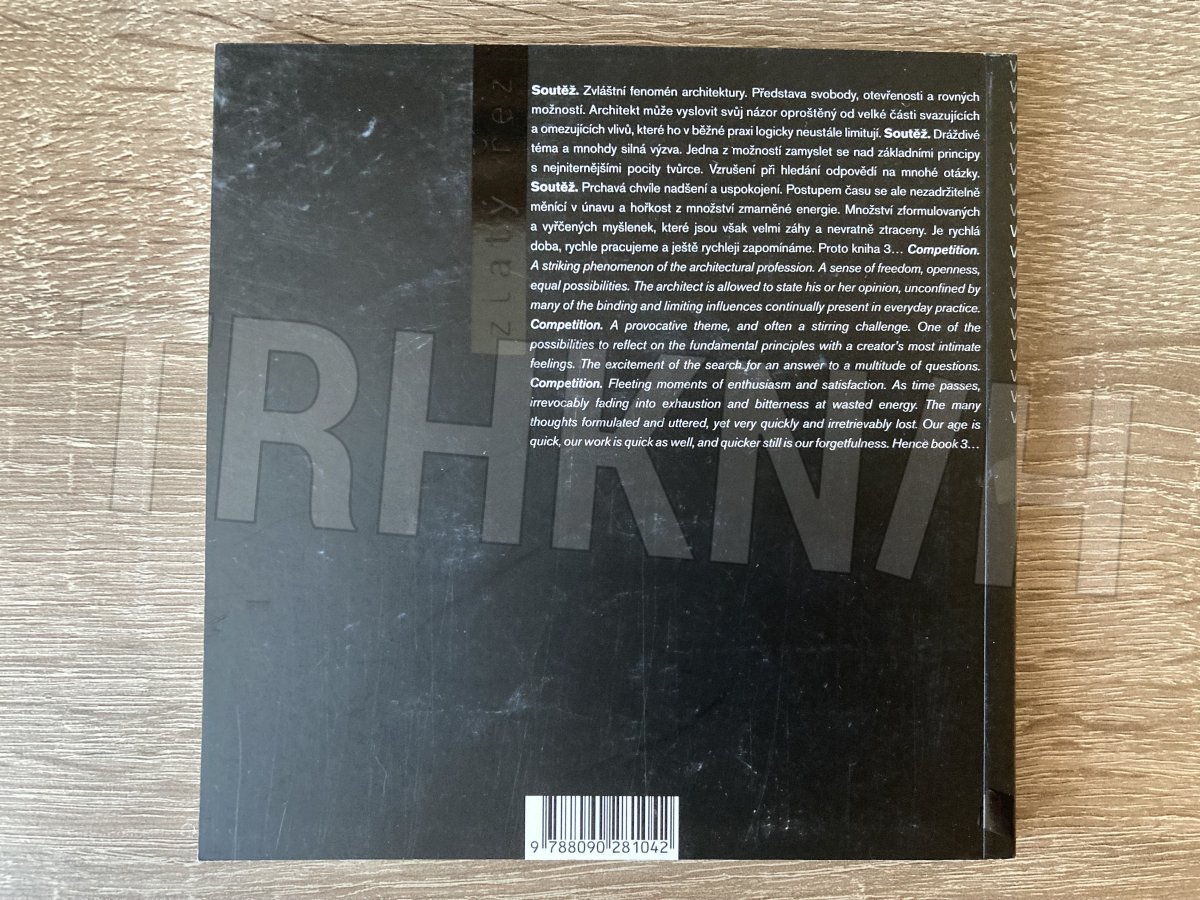 zlatý řez
Soutěž. Zvláštní fenomén architektury. Představa svobody, otevřenosti a rovných
možností. Architekt může vyslovit svůj názor oproštěný od velké části svazujících
a omezujících vlivů, které ho v běžné praxi logicky neustále limitují. Soutěž. Dráždivé
téma a mnohdy silná výzva. Jedna z možností zamyslet se nad základními principy
s nejniternějšími pocity tvůrce. Vzrušení při hledání odpovědí na mnohé otázky.
Soutěž. Prchavá chvíle nadšení a uspokojení. Postupem času se ale nezadržitelně
měnící v únavu a hořkost z množství zmarněné energie. Množství zformulovaných
a vyřčených myšlenek, které jsou však velmi záhy a nevratně ztraceny. Je rychlá
doba, rychle pracujeme a ještě rychleji zapomínáme. Proto kniha 3... Competition.
A striking phenomenon of the architectural profession. A sense of freedom, openness,
equal possibilities. The architect is allowed to state his or her opinion, unconfined by
many of the binding and limiting influences continually present in everyday practice.
Competition. A provocative theme, and often a stirring challenge. One of the
possibilities to reflect on the fundamental principles with a creator's most intimate
feelings. The excitement of the search for an answer to a multitude of questions.
Competition. Fleeting moments of enthusiasm and satisfaction. As time passes,
irrevocably fading into exhaustion and bitterness at wasted energy. The many
thoughts formulated and uttered, yet very quickly and irretrievably lost. Our age is
quick, our work is quick as well, and quicker still is our forgetfulness. Hence book 3...
TRHKNIH
9 788090 281042